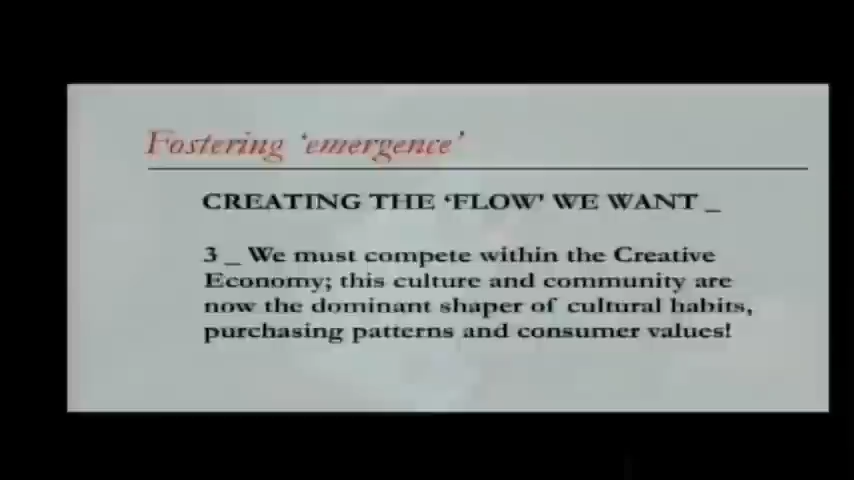 Fostering ‘emergence’
CREATING THE ‘FLOW’ WE WANT _
3 _ We must compete within the Creative
Economy; this culture and community are
now the dominant shaper of cultural habits,
purchasing patterns and consumer values!